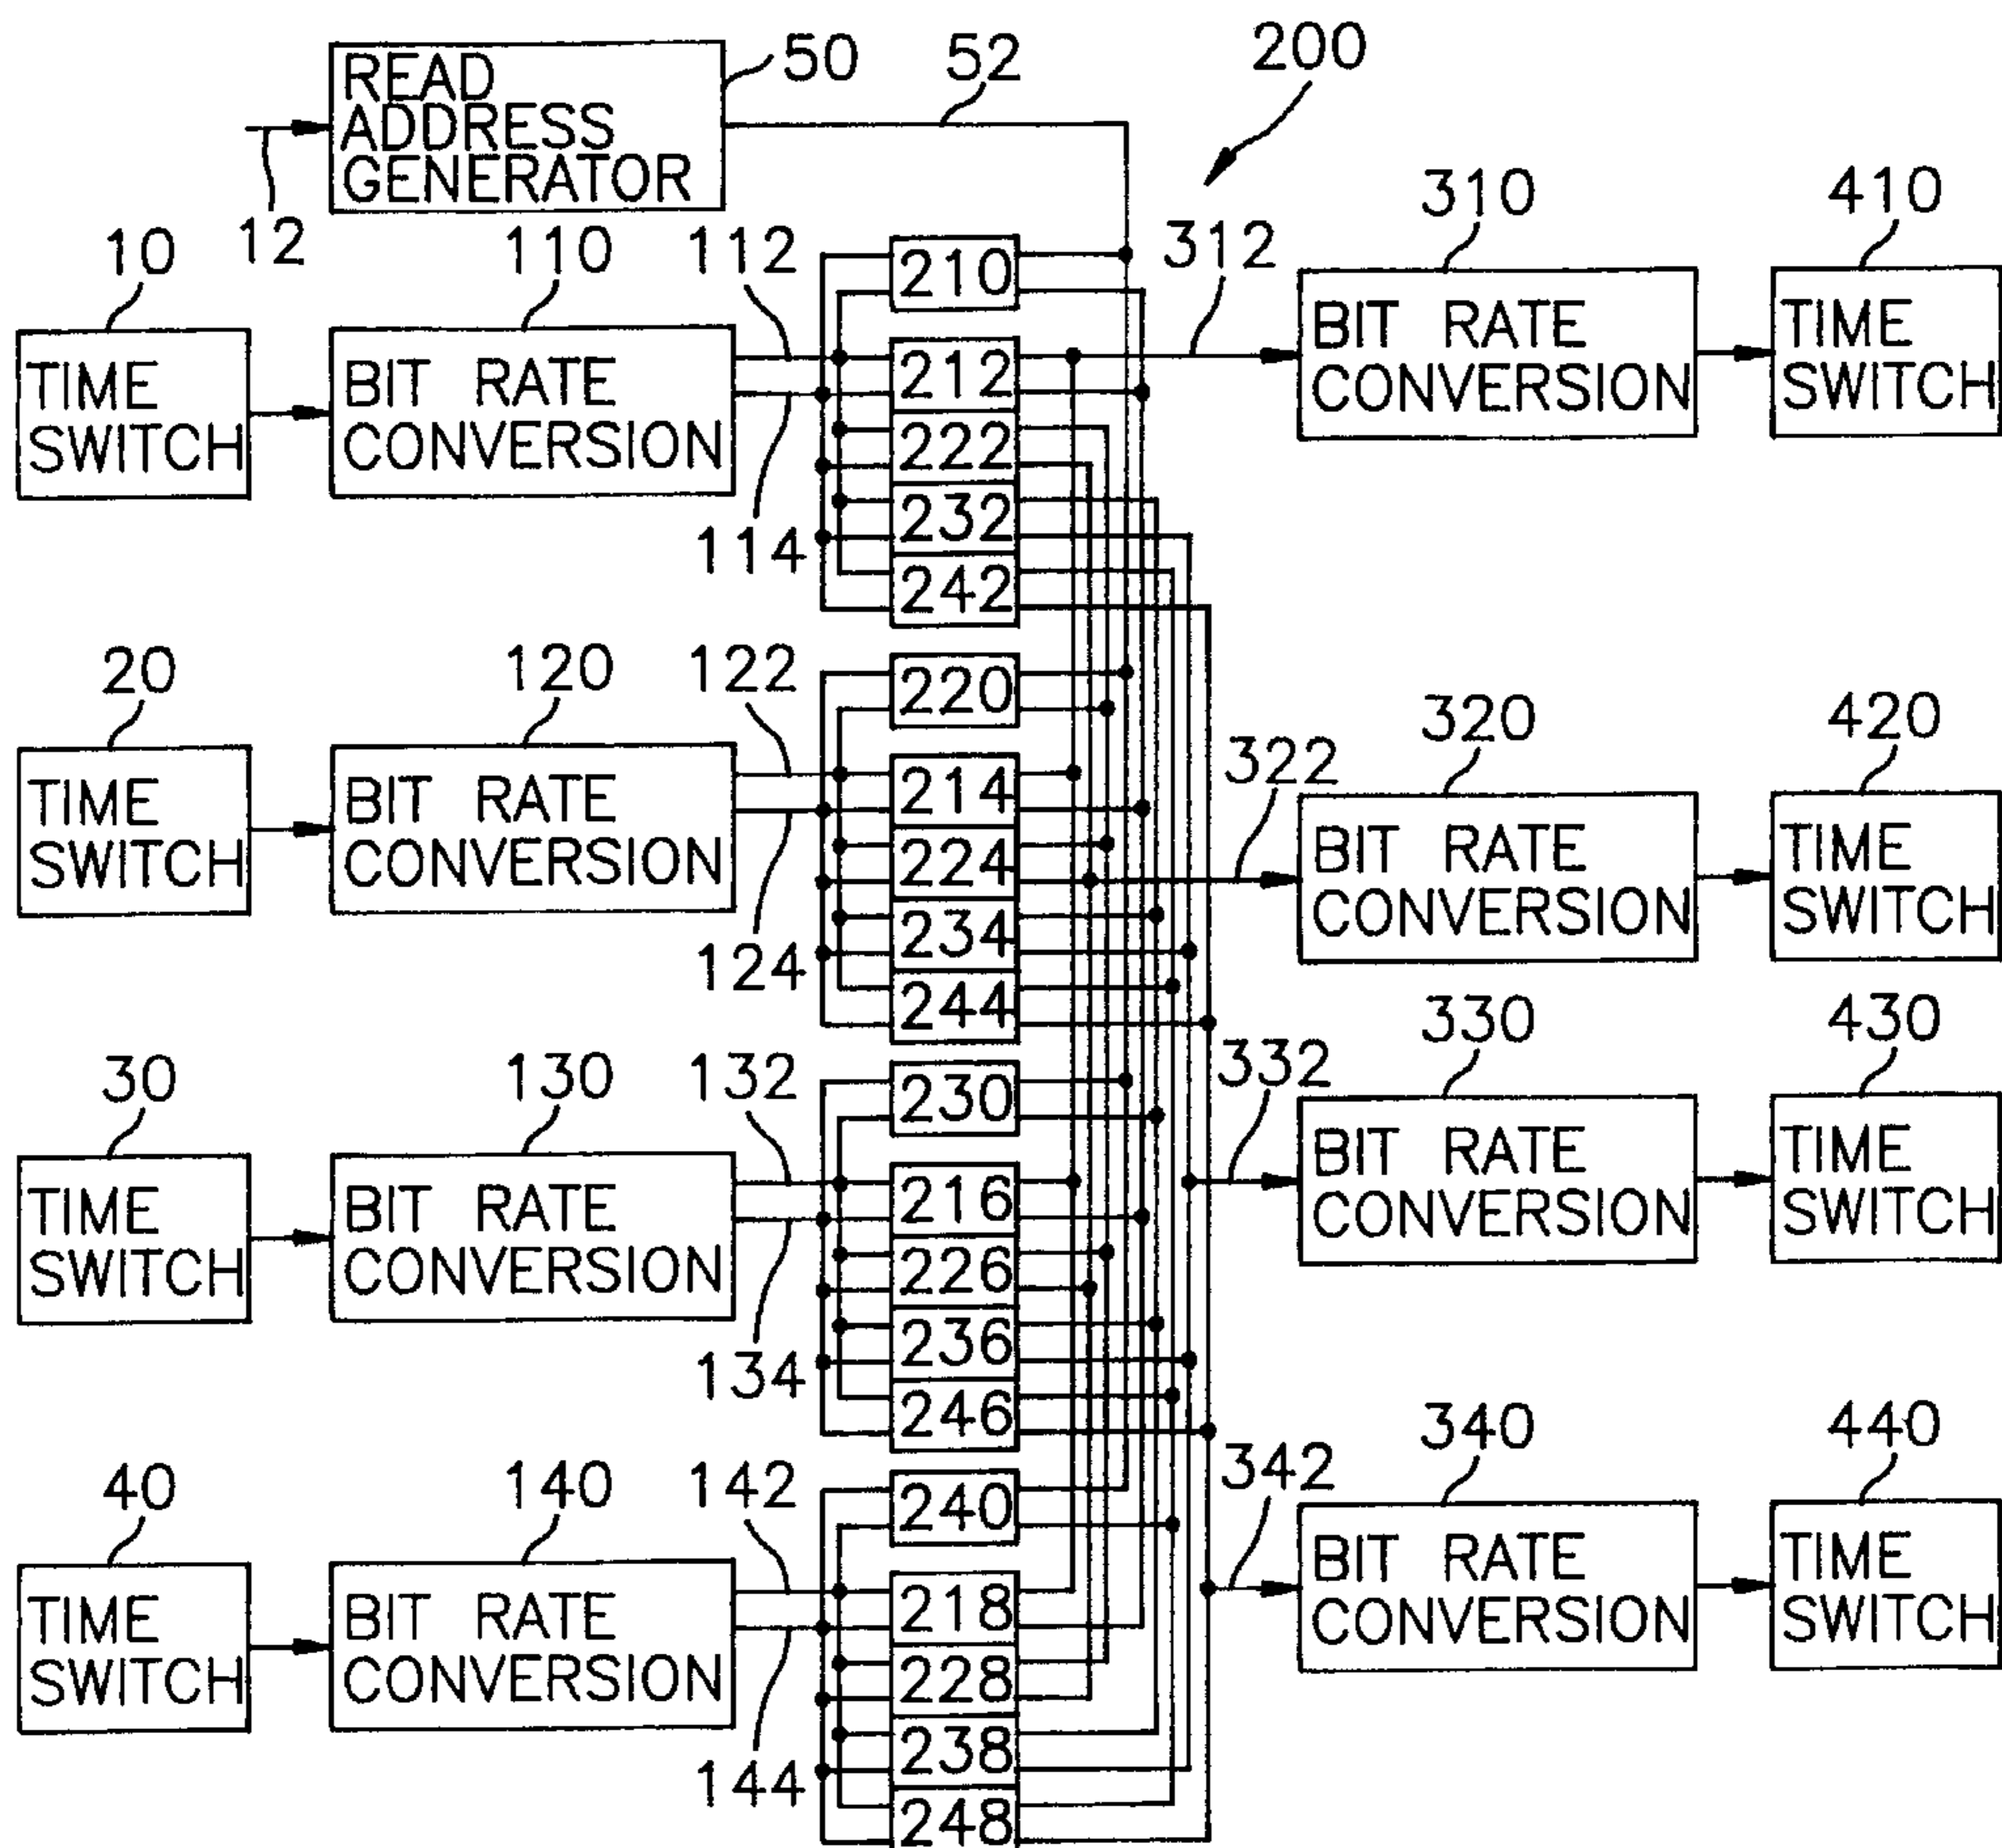 READ
ADDRESS
GENERATOR
50
52
200
12
10
110
112
114
210
212
222
232
242
312
310
410
TIME
SWITCH
BIT RATE
CONVERSION
BIT RATE
CONVERSION
TIME
SWITCH
20
120
122
124
220
214
224
234
244
322
320
420
TIME
SWITCH
BIT RATE
CONVERSION
BIT RATE
CONVERSION
TIME
SWITCH
30
130
132
134
230
216
226
236
246
332
330
430
TIME
SWITCH
BIT RATE
CONVERSION
BIT RATE
CONVERSION
TIME
SWITCH
40
140
142
144
240
218
228
238
248
342
340
440
TIME
SWITCH
BIT RATE
CONVERSION
BIT RATE
CONVERSION
TIME
SWITCH